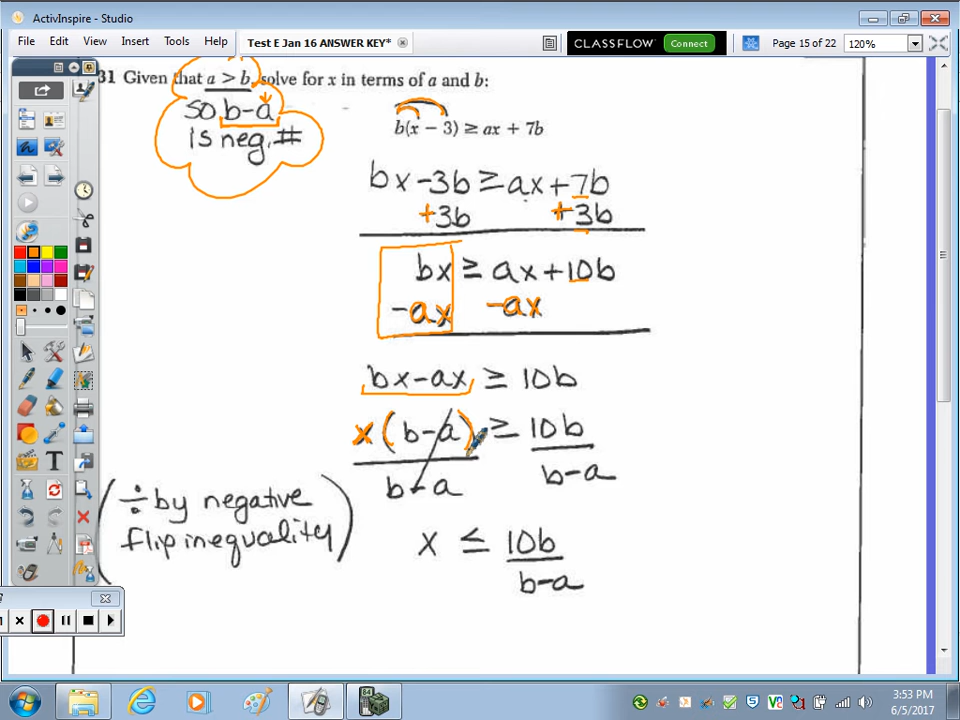 ActivInspire - Studio
File Edit View Insert Tools Help Test E Jan 16 ANSWER KEY* CLASSFLOW Connect Page 15 of 22 120%
31 Given that a > b, solve for x in terms of a and b:
so b-a
is neg. #
b(x − 3) ≥ ax + 7b
bx -3b ≥ ax +7b
+3b +3b
bx ≥ ax +10b
-ax -ax
bx-ax ≥ 10b
x(b-a) ≥ 10b
b-a b-a
(÷ by negative
flip inequality)
x ≤ 10b
b-a
3:53 PM
6/5/2017